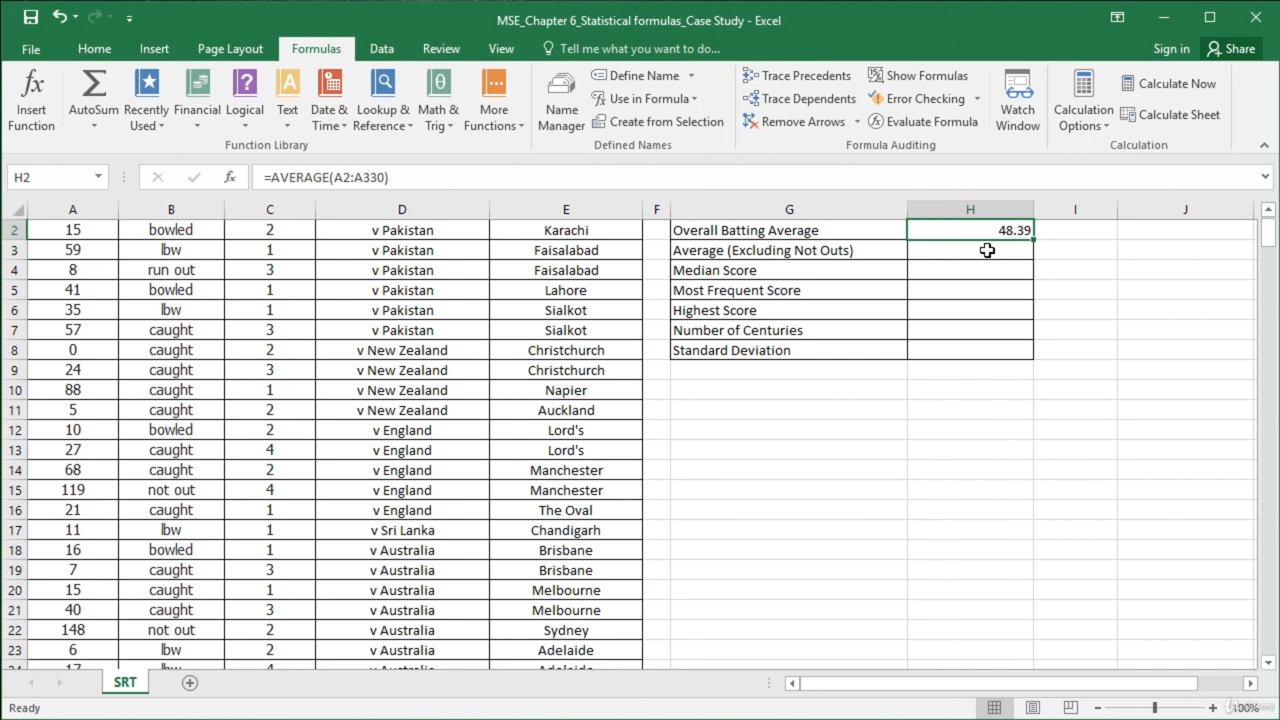 MSE_Chapter 6_Statistical formulas_Case Study - Excel
File Home Insert Page Layout Formulas Data Review View Tell me what you want to do... Sign in Share
fx Insert Function
Σ AutoSum
Recently Used
Financial
? Logical
A Text
Date & Time
Lookup & Reference
θ Math & Trig
More Functions
Function Library
Name Manager
Define Name
Use in Formula
Create from Selection
Defined Names
Trace Precedents
Trace Dependents
Remove Arrows
Show Formulas
Error Checking
Evaluate Formula
Formula Auditing
Watch Window
Calculation Options
Calculate Now
Calculate Sheet
Calculation
H2 fx =AVERAGE(A2:A330)
A B C D E F G H I J
2 15 bowled 2 v Pakistan Karachi Overall Batting Average 48.39
3 59 lbw 1 v Pakistan Faisalabad Average (Excluding Not Outs)
4 8 run out 3 v Pakistan Faisalabad Median Score
5 41 bowled 1 v Pakistan Lahore Most Frequent Score
6 35 lbw 1 v Pakistan Sialkot Highest Score
7 57 caught 3 v Pakistan Sialkot Number of Centuries
8 0 caught 2 v New Zealand Christchurch Standard Deviation
9 24 caught 3 v New Zealand Christchurch
10 88 caught 1 v New Zealand Napier
11 5 caught 2 v New Zealand Auckland
12 10 bowled 2 v England Lord's
13 27 caught 4 v England Lord's
14 68 caught 2 v England Manchester
15 119 not out 4 v England Manchester
16 21 caught 1 v England The Oval
17 11 lbw 1 v Sri Lanka Chandigarh
18 16 bowled 1 v Australia Brisbane
19 7 caught 3 v Australia Brisbane
20 15 caught 1 v Australia Melbourne
21 40 caught 3 v Australia Melbourne
22 148 not out 2 v Australia Sydney
23 6 lbw 2 v Australia Adelaide
24 17 lbw 4 v Australia Adelaide
SRT
Ready 100%